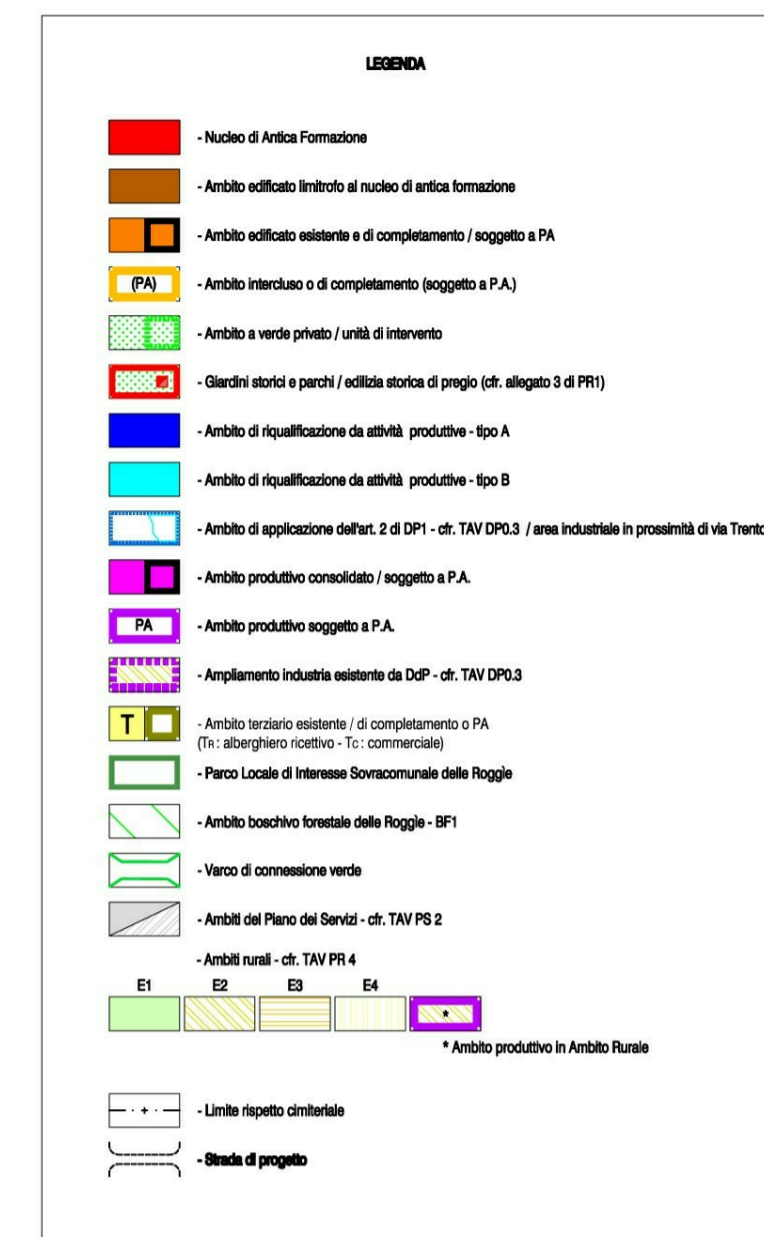 LEGENDA
- Nucleo di Antica Formazione
- Ambito edificato limitrofo al nucleo di antica formazione
- Ambito edificato esistente e di completamento / soggetto a PA
(PA) - Ambito intercluso o di completamento (soggetto a P.A.)
- Ambito a verde privato / unità di intervento
- Giardini storici e parchi / edilizia storica di pregio (cfr. allegato 3 di PR1)
- Ambito di riqualificazione da attività produttive - tipo A
- Ambito di riqualificazione da attività produttive - tipo B
- Ambito di applicazione dell'art. 2 di DP1 - cfr. TAV DP0.3 / area industriale in prossimità di via Trento
- Ambito produttivo consolidato / soggetto a P.A.
PA - Ambito produttivo soggetto a P.A.
- Ampliamento industria esistente da DdP - cfr. TAV DP0.3
T - Ambito terziario esistente / di completamento o PA
(TR : alberghiero ricettivo - Tc : commerciale)
- Parco Locale di Interesse Sovracomunale delle Roggìe
- Ambito boschivo forestale delle Roggìe - BF1
- Varco di connessione verde
- Ambiti del Piano dei Servizi - cfr. TAV PS 2
- Ambiti rurali - cfr. TAV PR 4
E1 E2 E3 E4
*
* Ambito produttivo in Ambito Rurale
- Limite rispetto cimiteriale
- Strada di progetto